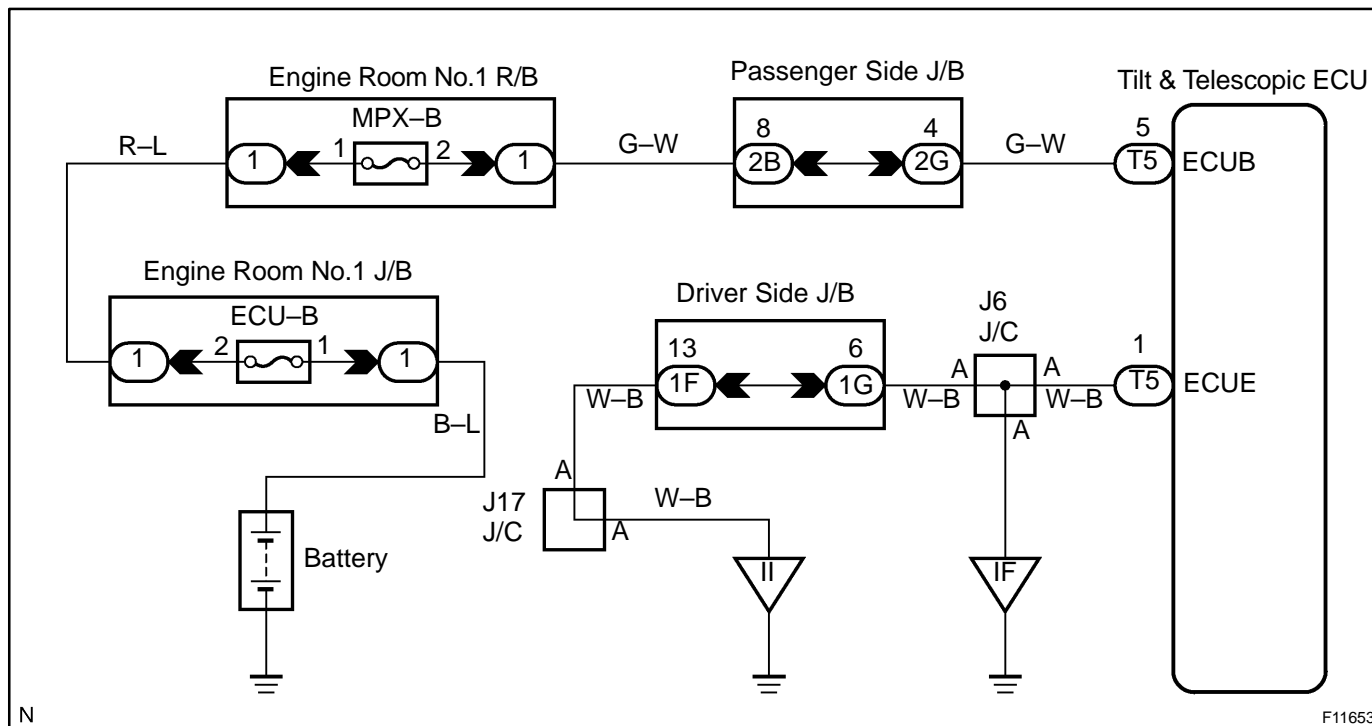 Engine Room No.1 R/B
Passenger Side J/B
Tilt & Telescopic ECU
MPX–B
8
4
5
R–L
1
1
2
1
G–W
2B
2G
G–W
T5
ECUB
Engine Room No.1 J/B
Driver Side J/B
J6
J/C
ECU–B
13
6
1
1
2
1
1
1F
1G
A
A
T5
ECUE
W–B
W–B
W–B
B–L
A
A
J17
J/C
W–B
A
Battery
II
IF
N
F11653